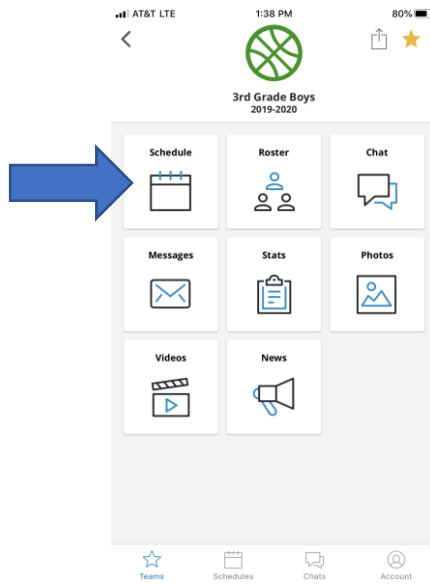 AT&T LTE 1:38 PM 80%
3rd Grade Boys
2019-2020
Schedule Roster Chat
Messages Stats Photos
Videos News
Teams Schedules Chats Account